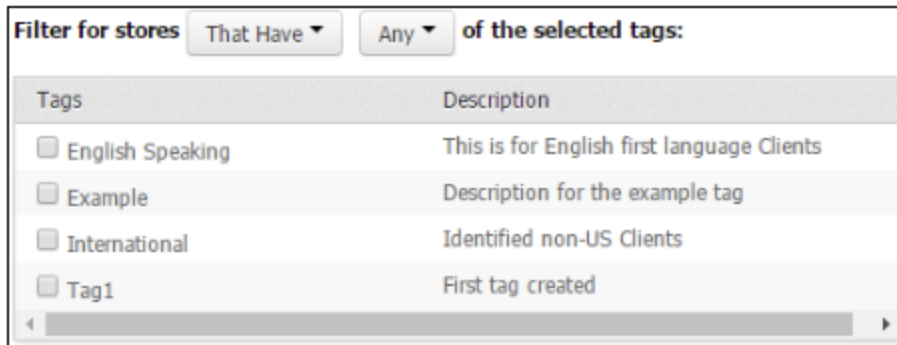 Filter for stores That Have Any of the selected tags:
Tags Description
English Speaking This is for English first language Clients
Example Description for the example tag
International Identified non-US Clients
Tag1 First tag created